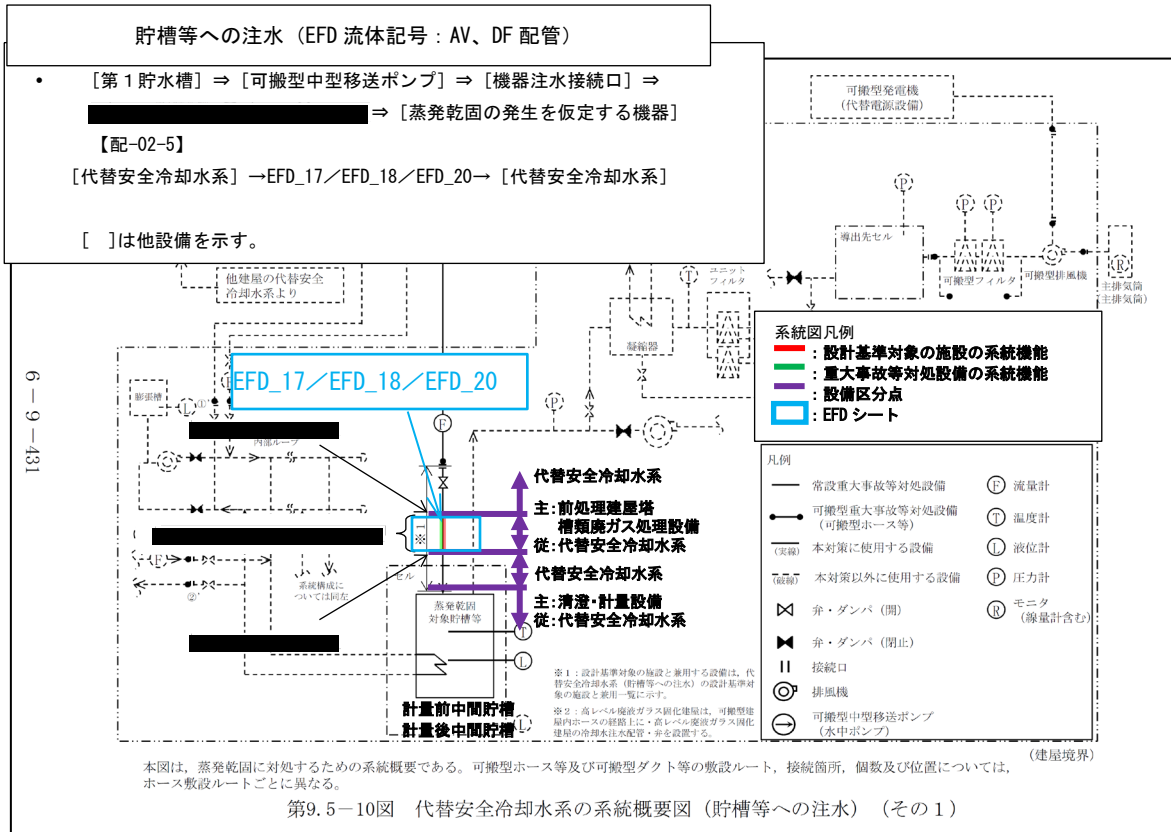 貯槽等への注水（EFD 流体記号：AV、DF 配管）
• ［第１貯水槽］⇒［可搬型中型移送ポンプ］⇒［機器注水接続口］⇒
⇒［蒸発乾固の発生を仮定する機器］
【配-02-5】
［代替安全冷却水系］→EFD_17／EFD_18／EFD_20→［代替安全冷却水系］
［ ］は他設備を示す。
可搬型発電機
（代替電源設備）
P
P
P
導出先セル
可搬型フィルタ
可搬型排風機
R
主排気筒
主排気筒）
他建屋の代替安全
冷却水系より
凝縮器
T
ユニット
フィルタ
系統図凡例
：設計基準対象の施設の系統機能
：重大事故等対処設備の系統機能
：設備区分点
：EFD シート
EFD_17／EFD_18／EFD_20
膨張槽
L
①
内部ループ
F
P
代替安全冷却水系
主：前処理建屋塔
槽類廃ガス処理設備
従：代替安全冷却水系
※１
代替安全冷却水系
主：清澄・計量設備
従：代替安全冷却水系
F
②
系統構成に
ついては同左
セル
蒸発乾固
対象貯槽等
T
L
計量前中間貯槽
計量後中間貯槽
L
※１：設計基準対象の施設と兼用する設備は，代
替安全冷却水系（貯槽等への注水）の設計基準対
象の施設と兼用一覧に示す。
※２：高レベル廃液ガラス固化建屋は，可搬型建
屋内ホースの経路上に・高レベル廃液ガラス固化
建屋の冷却水注水配管・弁を設置する。
凡例
常設重大事故等対処設備
可搬型重大事故等対処設備
（可搬型ホース等）
（実線） 本対策に使用する設備
（破線） 本対策以外に使用する設備
弁・ダンパ（開）
弁・ダンパ（閉止）
接続口
排風機
可搬型中型移送ポンプ
（水中ポンプ）
F 流量計
T 温度計
L 液位計
P 圧力計
R モニタ
（線量計含む）
（建屋境界）
本図は，蒸発乾固に対処するための系統概要である。可搬型ホース等及び可搬型ダクト等の敷設ルート，接続箇所，個数及び位置については，
ホース敷設ルートごとに異なる。
第9.5－10図　代替安全冷却水系の系統概要図（貯槽等への注水）（その１）
6－9－431